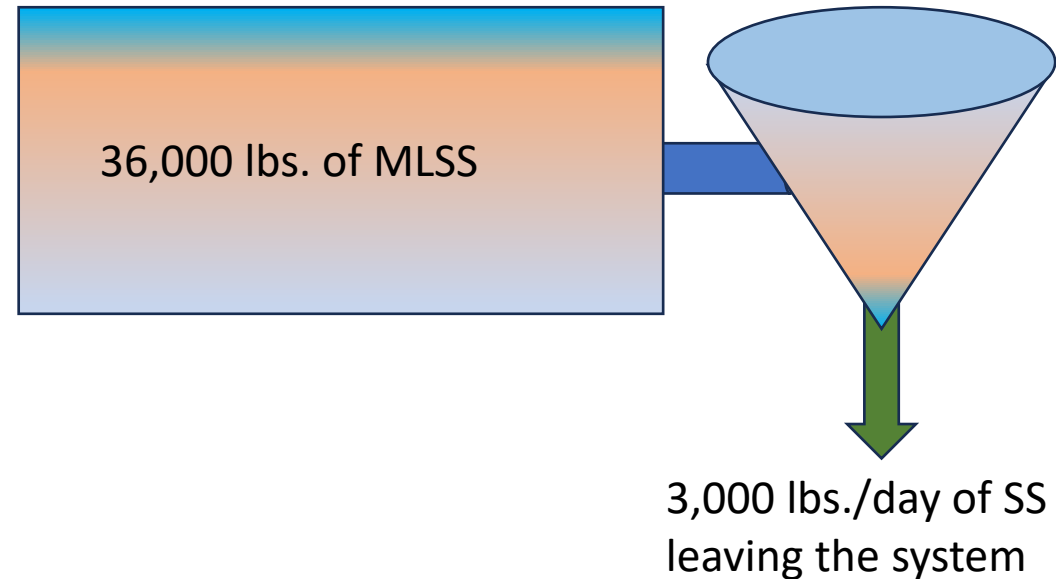 36,000 lbs. of MLSS
3,000 lbs./day of SS
leaving the system